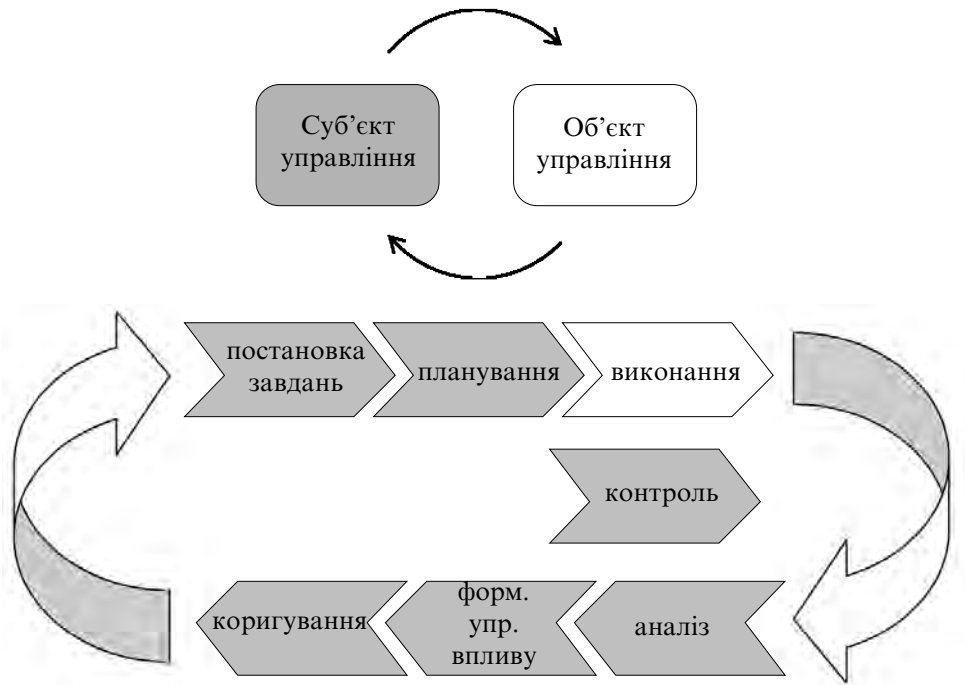 Суб’єкт
управління
Об’єкт
управління
постановка
завдань
планування
виконання
контроль
коригування
форм.
упр.
впливу
аналіз